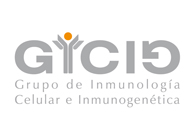 GICIG
Grupo de Inmunología
Celular e Inmunogenética